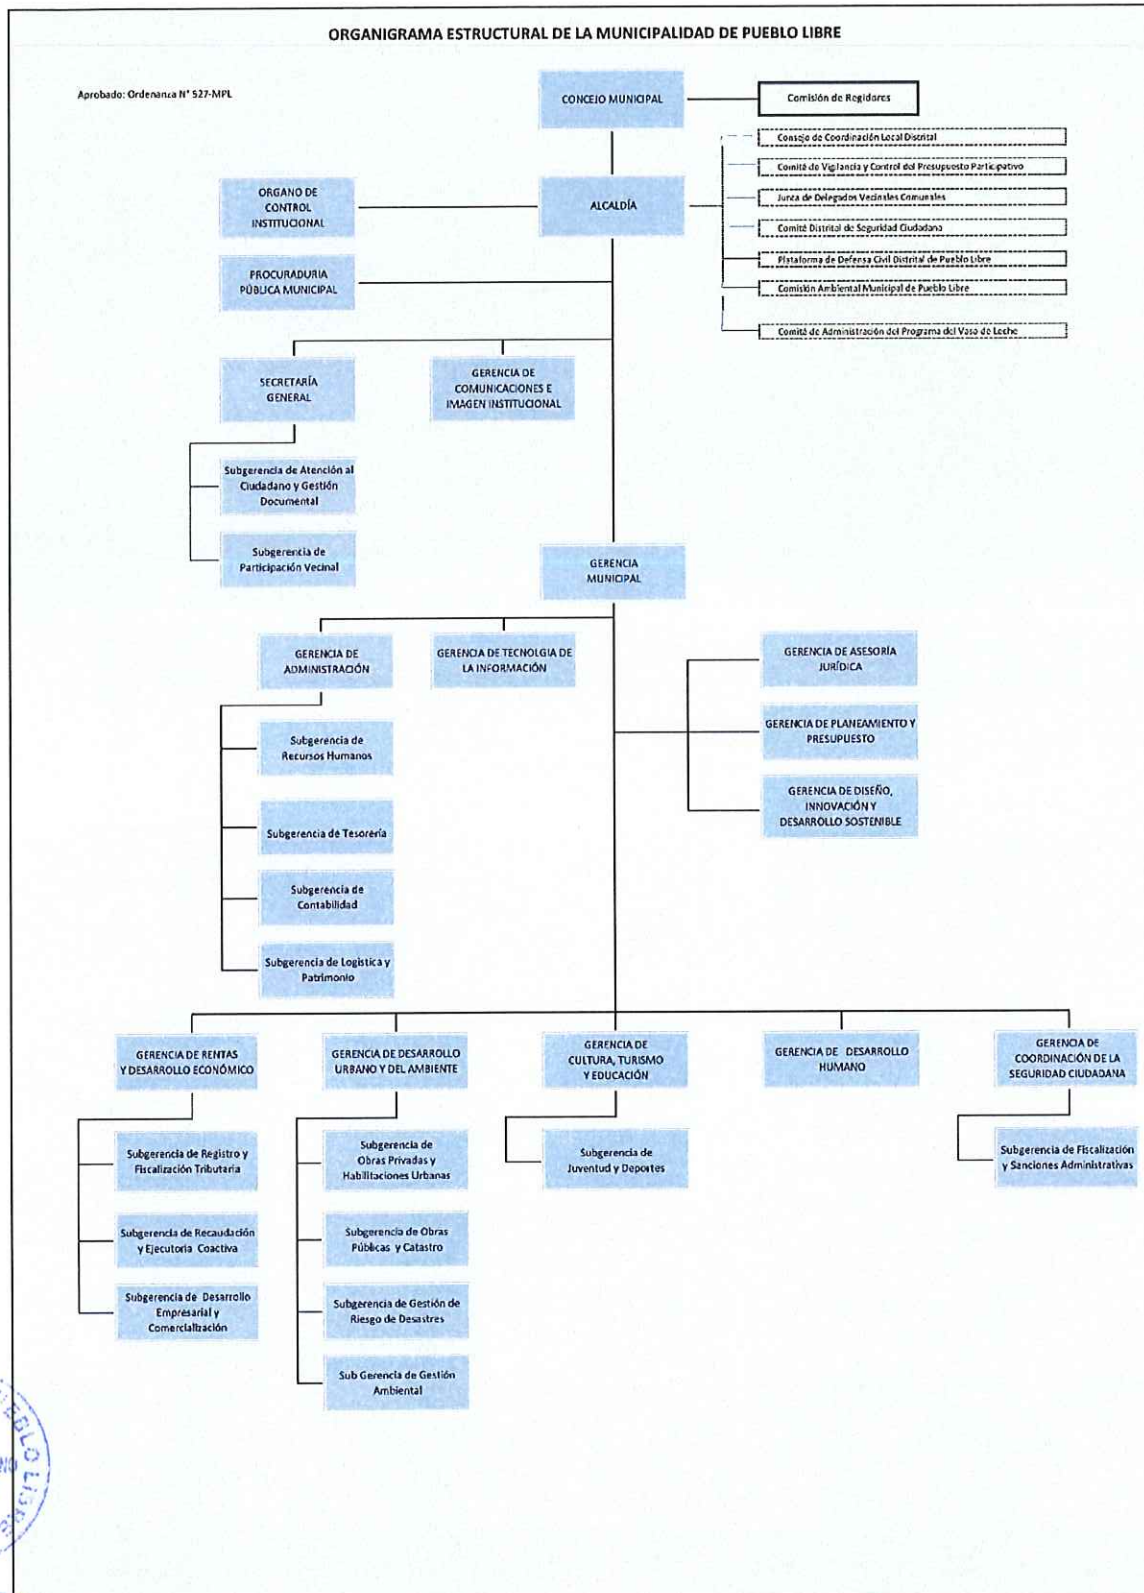 ORGANIGRAMA ESTRUCTURAL DE LA MUNICIPALIDAD DE PUEBLO LIBRE
Aprobado: Ordenanza N° 527-MPL
CONCEJO MUNICIPAL
Comisión de Regidores
Consejo de Coordinación Local Distrital
Comité de Vigilancia y Control del Presupuesto Participativo
Junta de Delegados Vecinales Comunales
Comité Distrital de Seguridad Ciudadana
Plataforma de Defensa Civil Distrital de Pueblo Libre
Comisión Ambiental Municipal de Pueblo Libre
Comité de Administración del Programa del Vaso de Leche
ORGANO DE
CONTROL
INSTITUCIONAL
ALCALDÍA
PROCURADURIA
PÚBLICA MUNICIPAL
SECRETARÍA
GENERAL
GERENCIA DE
COMUNICACIONES E
IMAGEN INSTITUCIONAL
Subgerencia de Atención al
Ciudadano y Gestión
Documental
Subgerencia de
Participación Vecinal
GERENCIA
MUNICIPAL
GERENCIA DE
ADMINISTRACIÓN
GERENCIA DE TECNOLGIA DE
LA INFORMACIÓN
GERENCIA DE ASESORÍA
JURÍDICA
GERENCIA DE PLANEAMIENTO Y
PRESUPUESTO
GERENCIA DE DISEÑO,
INNOVACIÓN Y
DESARROLLO SOSTENIBLE
Subgerencia de
Recursos Humanos
Subgerencia de Tesorería
Subgerencia de
Contabilidad
Subgerencia de Logística y
Patrimonio
GERENCIA DE RENTAS
Y DESARROLLO ECONÓMICO
GERENCIA DE DESARROLLO
URBANO Y DEL AMBIENTE
GERENCIA DE
CULTURA, TURISMO
Y EDUCACIÓN
GERENCIA DE DESARROLLO
HUMANO
GERENCIA DE
COORDINACIÓN DE LA
SEGURIDAD CIUDADANA
Subgerencia de Registro y
Fiscalización Tributaria
Subgerencia de Recaudación
y Ejecutoria Coactiva
Subgerencia de Desarrollo
Empresarial y
Comercialización
Subgerencia de
Obras Privadas y
Habilitaciones Urbanas
Subgerencia de Obras
Públicas y Catastro
Subgerencia de Gestión de
Riesgo de Desastres
Sub Gerencia de Gestión
Ambiental
Subgerencia de
Juventud y Deportes
Subgerencia de Fiscalización
y Sanciones Administrativas